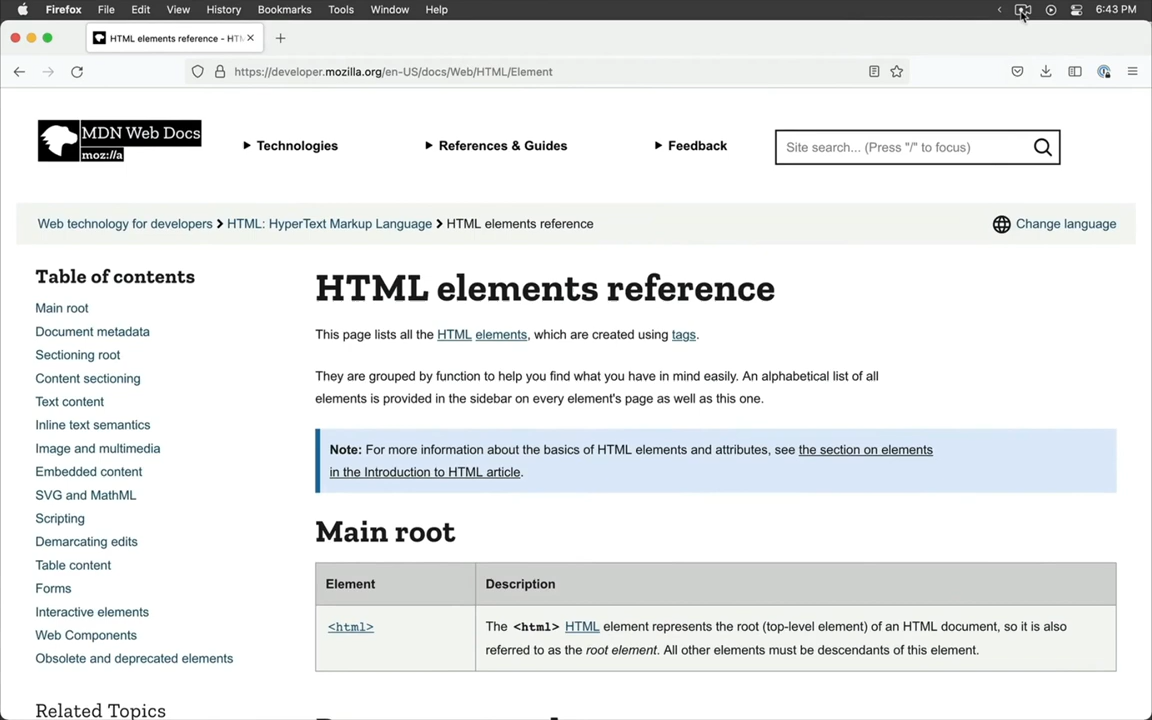 Firefox File Edit View History Bookmarks Tools Window Help 6:43 PM
HTML elements reference - HTM
https://developer.mozilla.org/en-US/docs/Web/HTML/Element
MDN Web Docs
moz://a
Technologies
References & Guides
Feedback
Site search... (Press "/" to focus)
Web technology for developers HTML: HyperText Markup Language HTML elements reference
Change language
Table of contents
Main root
Document metadata
Sectioning root
Content sectioning
Text content
Inline text semantics
Image and multimedia
Embedded content
SVG and MathML
Scripting
Demarcating edits
Table content
Forms
Interactive elements
Web Components
Obsolete and deprecated elements
Related Topics
HTML elements reference
This page lists all the HTML elements, which are created using tags.
They are grouped by function to help you find what you have in mind easily. An alphabetical list of all
elements is provided in the sidebar on every element's page as well as this one.
Note: For more information about the basics of HTML elements and attributes, see the section on elements
in the Introduction to HTML article.
Main root
Element Description
<html> The <html> HTML element represents the root (top-level element) of an HTML document, so it is also
referred to as the root element. All other elements must be descendants of this element.